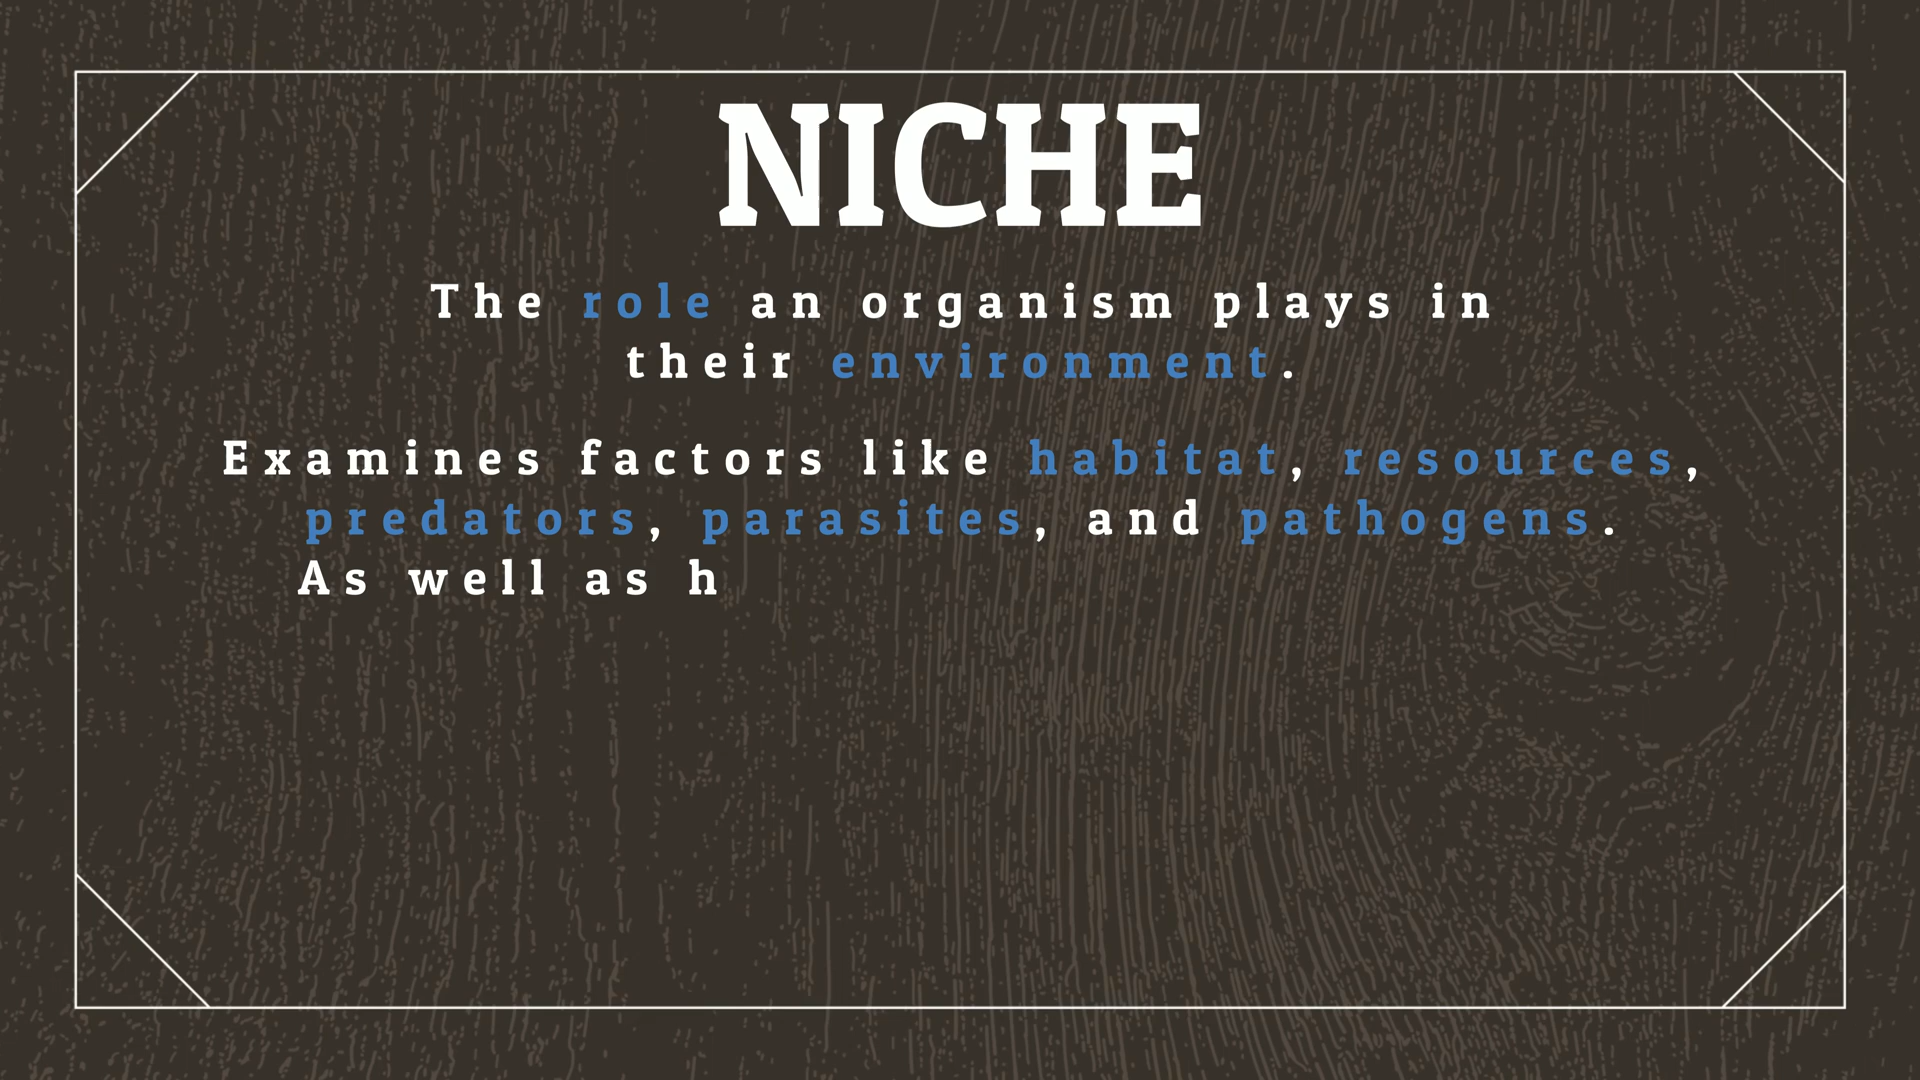 NICHE
The role an organism plays in
their environment.
Examines factors like habitat, resources,
predators, parasites, and pathogens.
As well as h